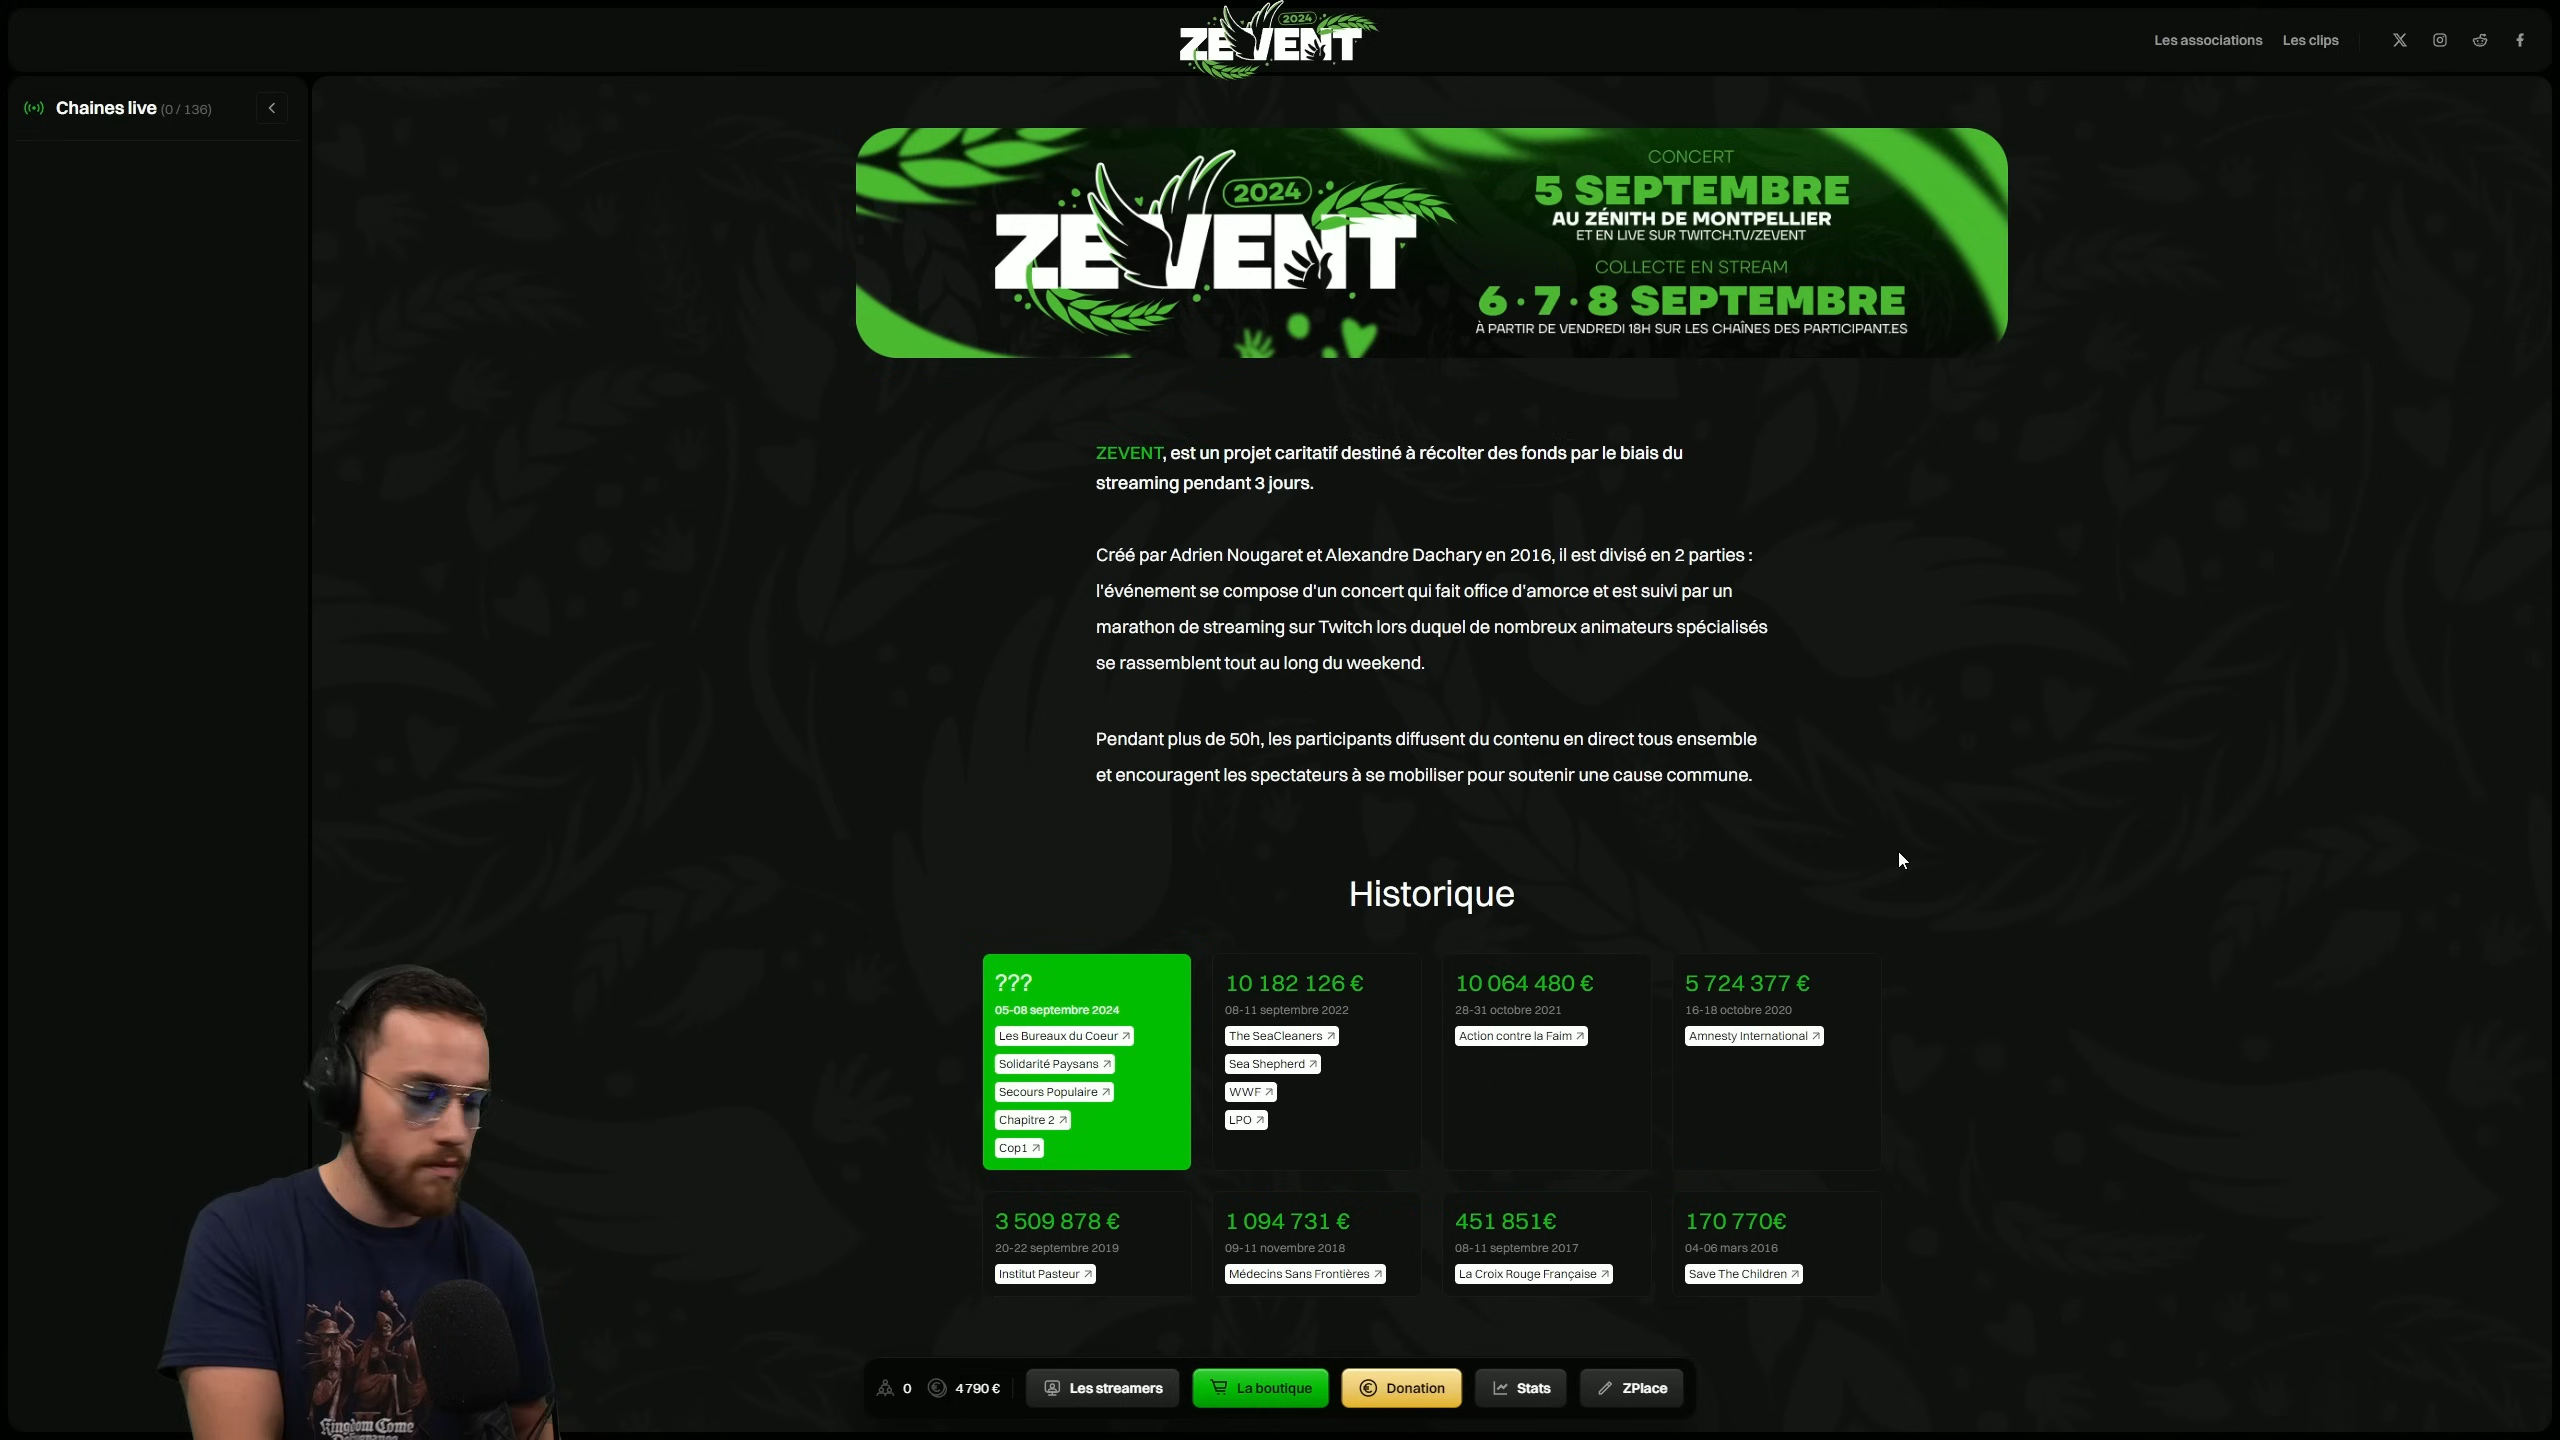 ZEVENT 2024
Les associations
Les clips
Chaines live (0 / 136)
2024
ZEVENT
CONCERT
5 SEPTEMBRE
AU ZÉNITH DE MONTPELLIER
ET EN LIVE SUR TWITCH.TV/ZEVENT
COLLECTE EN STREAM
6 · 7 · 8 SEPTEMBRE
À PARTIR DE VENDREDI 18H SUR LES CHAÎNES DES PARTICIPANT.ES
ZEVENT, est un projet caritatif destiné à récolter des fonds par le biais du
streaming pendant 3 jours.
Créé par Adrien Nougaret et Alexandre Dachary en 2016, il est divisé en 2 parties :
l'événement se compose d'un concert qui fait office d'amorce et est suivi par un
marathon de streaming sur Twitch lors duquel de nombreux animateurs spécialisés
se rassemblent tout au long du weekend.
Pendant plus de 50h, les participants diffusent du contenu en direct tous ensemble
et encouragent les spectateurs à se mobiliser pour soutenir une cause commune.
Historique
???
05-08 septembre 2024
Les Bureaux du Coeur
Solidarité Paysans
Secours Populaire
Chapitre 2
Cop1
10 182 126 €
08-11 septembre 2022
The SeaCleaners
Sea Shepherd
WWF
LPO
10 064 480 €
28-31 octobre 2021
Action contre la Faim
5 724 377 €
16-18 octobre 2020
Amnesty International
3 509 878 €
20-22 septembre 2019
Institut Pasteur
1 094 731 €
09-11 novembre 2018
Médecins Sans Frontières
451 851€
08-11 septembre 2017
La Croix Rouge Française
170 770€
04-06 mars 2016
Save The Children
0
4 790 €
Les streamers
La boutique
Donation
Stats
ZPlace
Kingdom Come
Deliverance